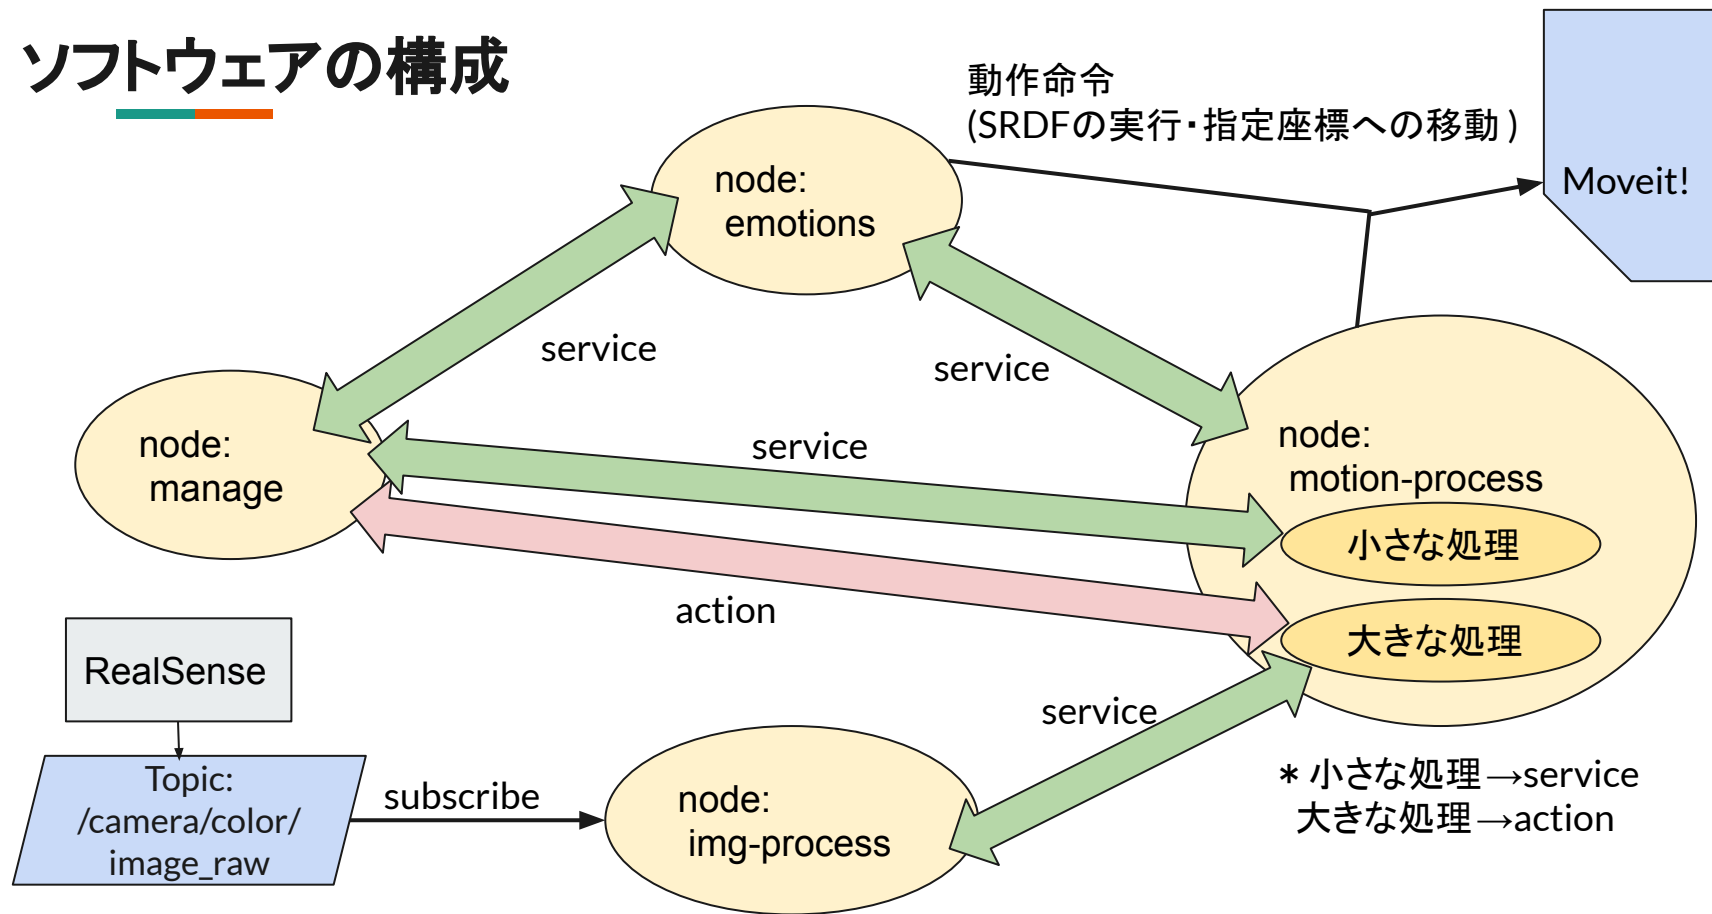 ソフトウェアの構成
動作命令
(SRDFの実行・指定座標への移動)
Moveit!
node:
emotions
service
service
node:
manage
service
node:
motion-process
小さな処理
大きな処理
action
RealSense
service
Topic:
/camera/color/
image_raw
subscribe
node:
img-process
* 小さな処理→service
大きな処理→action